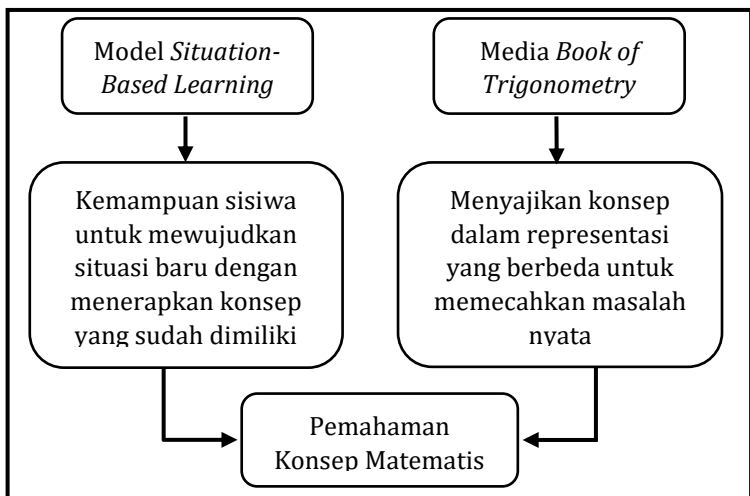 Model Situation-
Based Learning
Media Book of
Trigonometry
Kemampuan sisiwa
untuk mewujudkan
situasi baru dengan
menerapkan konsep
yang sudah dimiliki
Menyajikan konsep
dalam representasi
yang berbeda untuk
memecahkan masalah
nyata
Pemahaman
Konsep Matematis